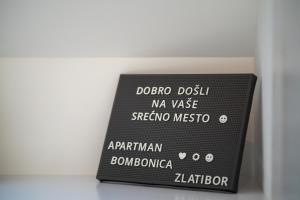 DOBRO DOŠLI
NA VAŠE
SREĆNO MESTO
APARTMAN
BOMBONICA
ZLATIBOR